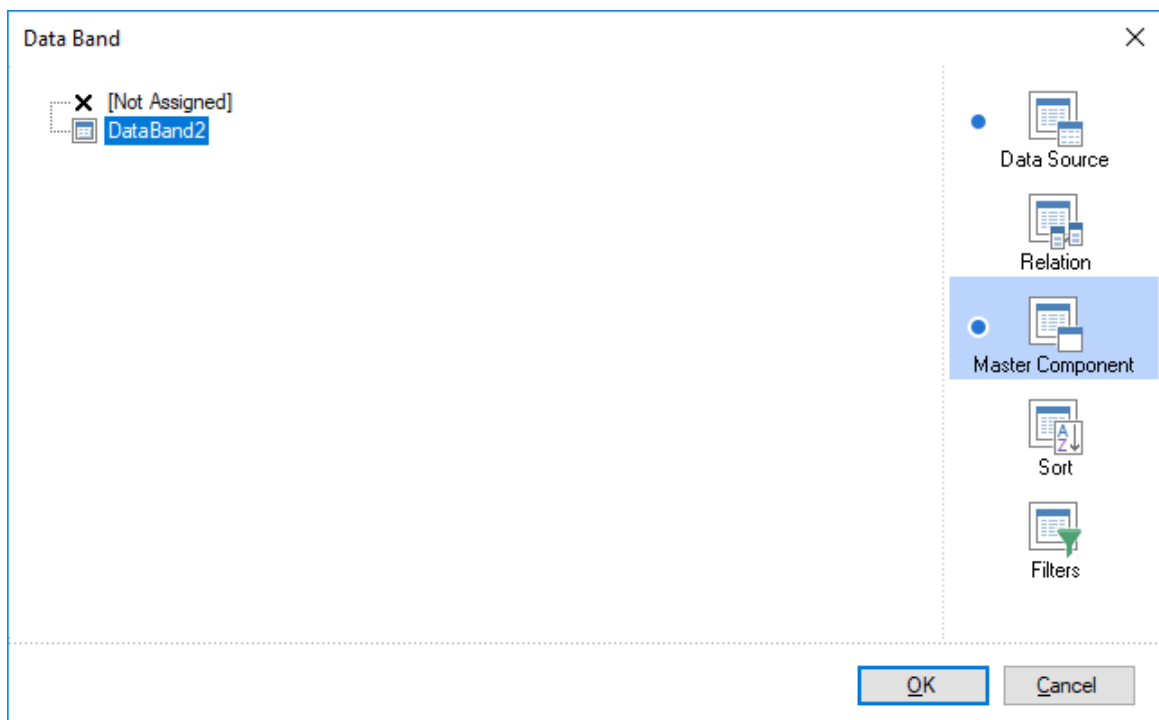 Data Band
[Not Assigned]
DataBand2
Data Source
Relation
Master Component
Sort
Filters
OK
Cancel